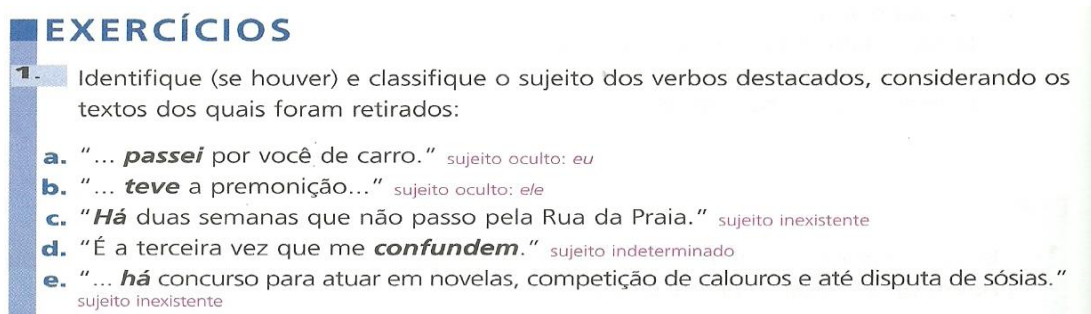 EXERCÍCIOS
1. Identifique (se houver) e classifique o sujeito dos verbos destacados, considerando os
textos dos quais foram retirados:
a. "... passei por você de carro." sujeito oculto: eu
b. "... teve a premonição..." sujeito oculto: ele
c. "Há duas semanas que não passo pela Rua da Praia." sujeito inexistente
d. "É a terceira vez que me confundem." sujeito indeterminado
e. "... há concurso para atuar em novelas, competição de calouros e até disputa de sósias."
sujeito inexistente